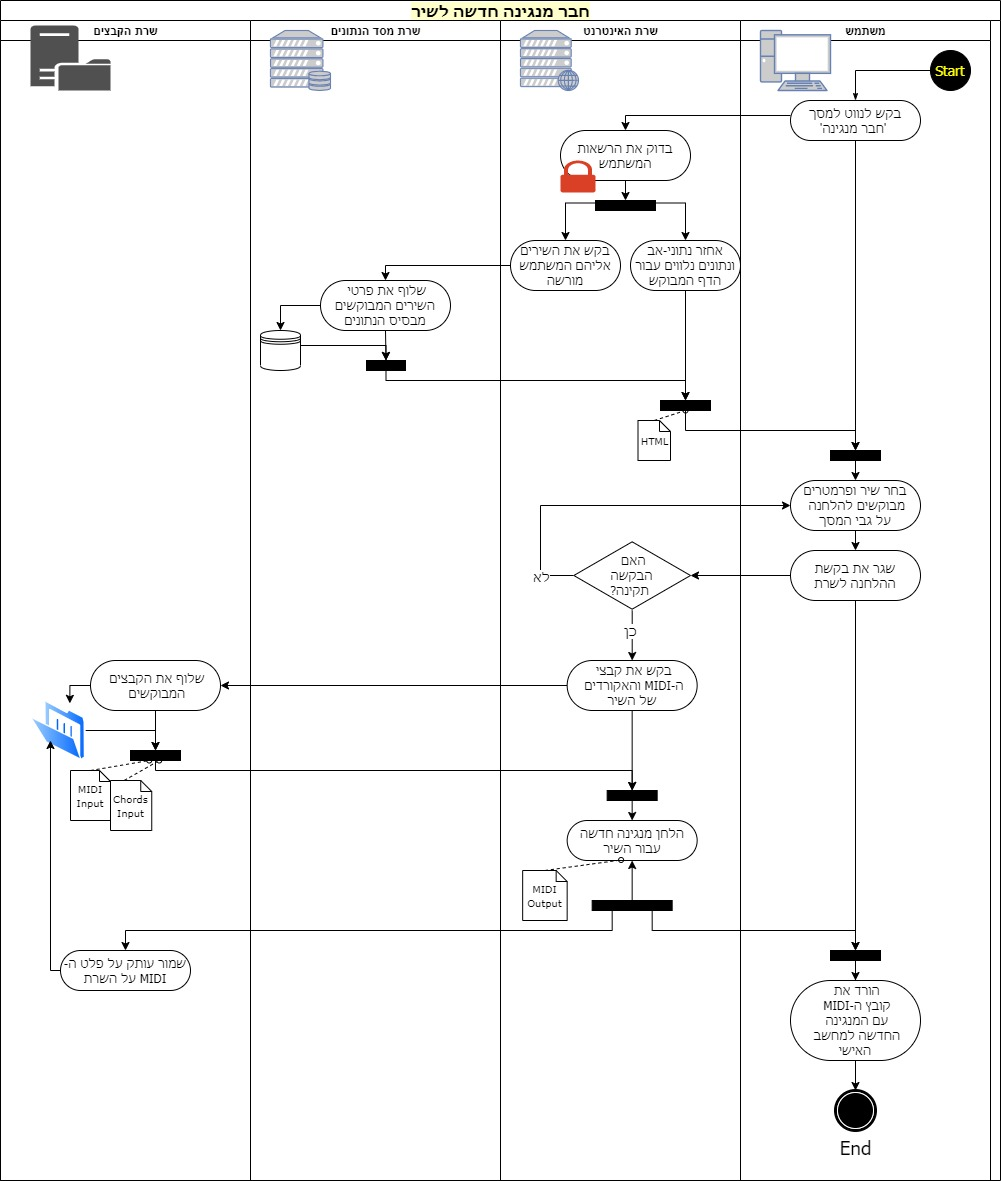 חבר מנגינה חדשה לשיר
משתמש
שרת האינטרנט
שרת מסד הנתונים
שרת הקבצים
Start
בקש לנווט למסך
'חבר מנגינה'
בדוק את הרשאות
המשתמש
אחזר נתוני-אב
ונתונים נלווים עבור
הדף המבוקש
בקש את השירים
אליהם המשתמש
מורשה
שלוף את פרטי
השירים המבוקשים
מבסיס הנתונים
HTML
בחר שיר ופרמטרים
מבוקשים להלחנה
על גבי המסך
שגר את בקשת
ההלחנה לשרת
האם
הבקשה
תקינה?
לא
כן
בקש את קבצי
ה-MIDI והאקורדים
של השיר
שלוף את הקבצים
המבוקשים
MIDI
Input
Chords
Input
הלחן מנגינה חדשה
עבור השיר
MIDI
Output
שמור עותק על פלט ה-
MIDI על השרת
הורד את
קובץ ה-MIDI
עם המנגינה
החדשה למחשב
האישי
End